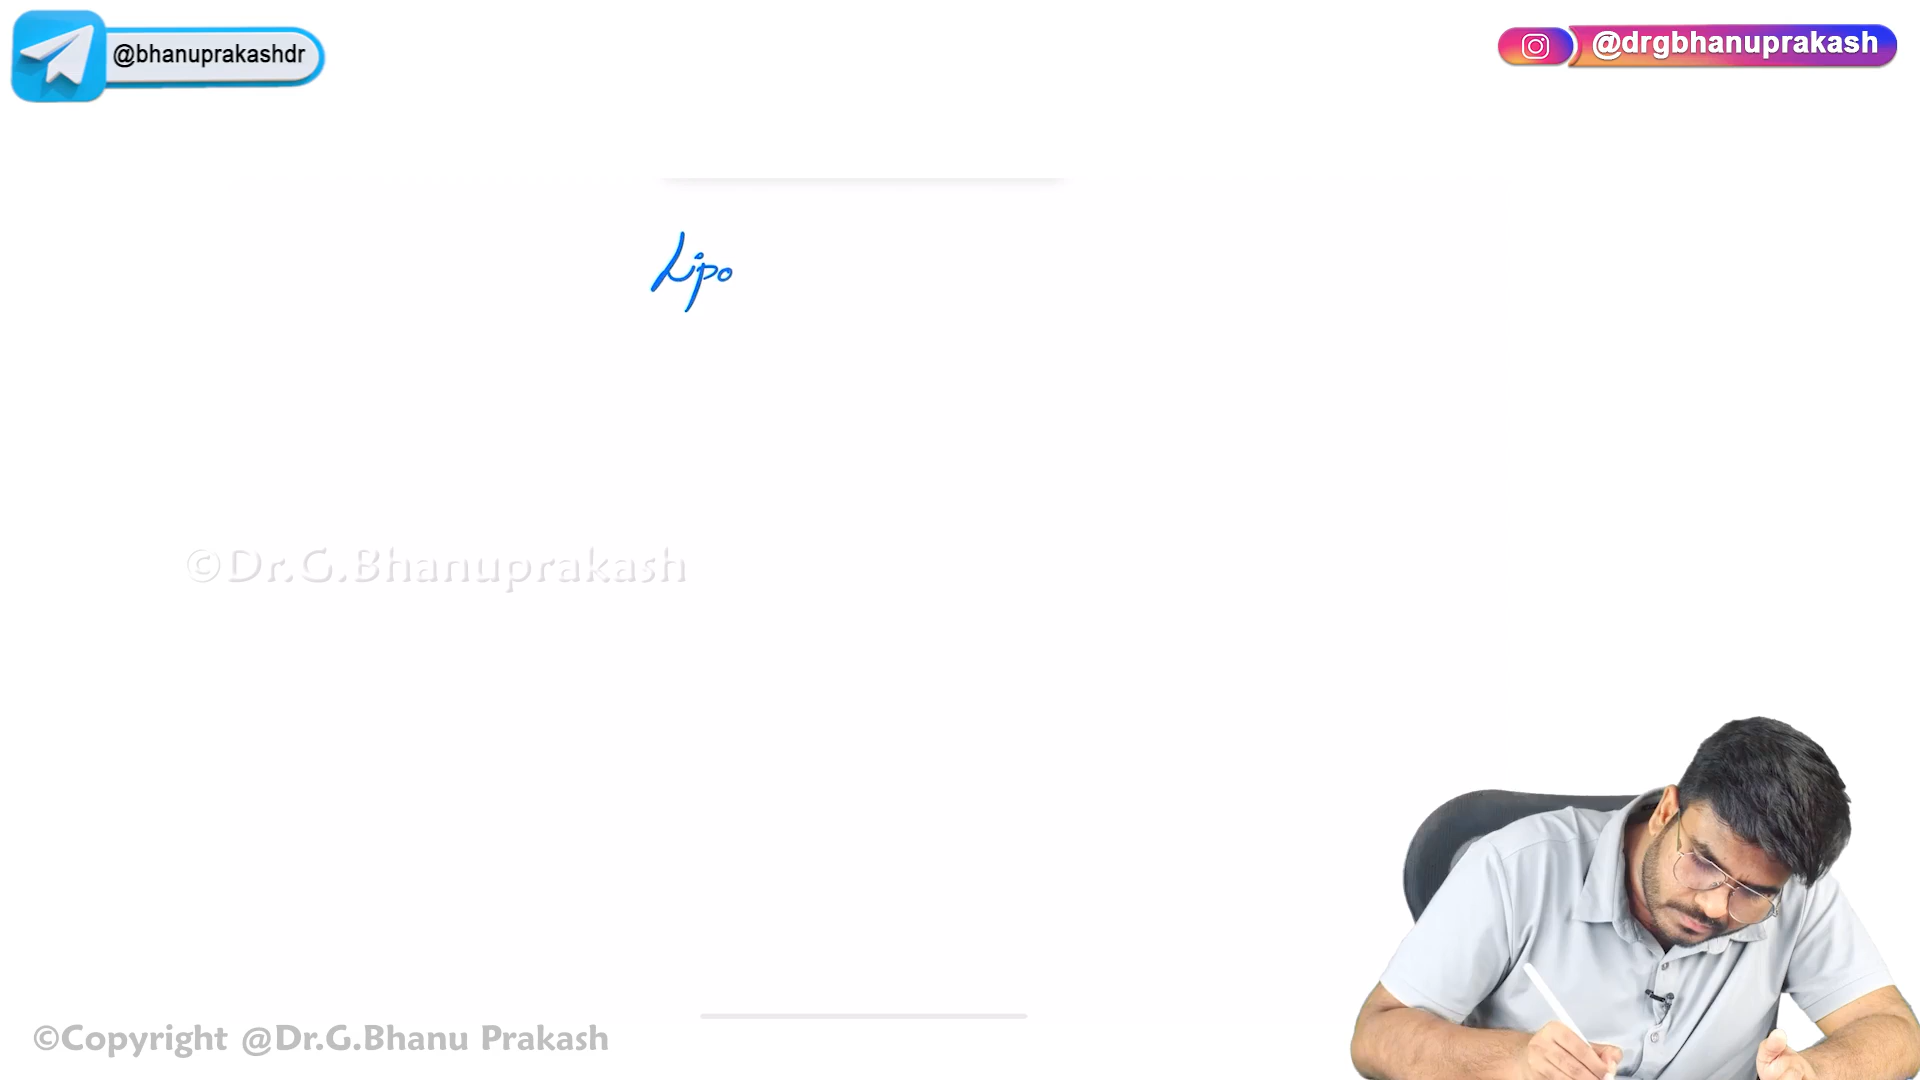 @bhanuprakashdr
@drgbhanuprakash
Lipo
©Dr.G.Bhanuprakash
©Copyright @Dr.G.Bhanu Prakash